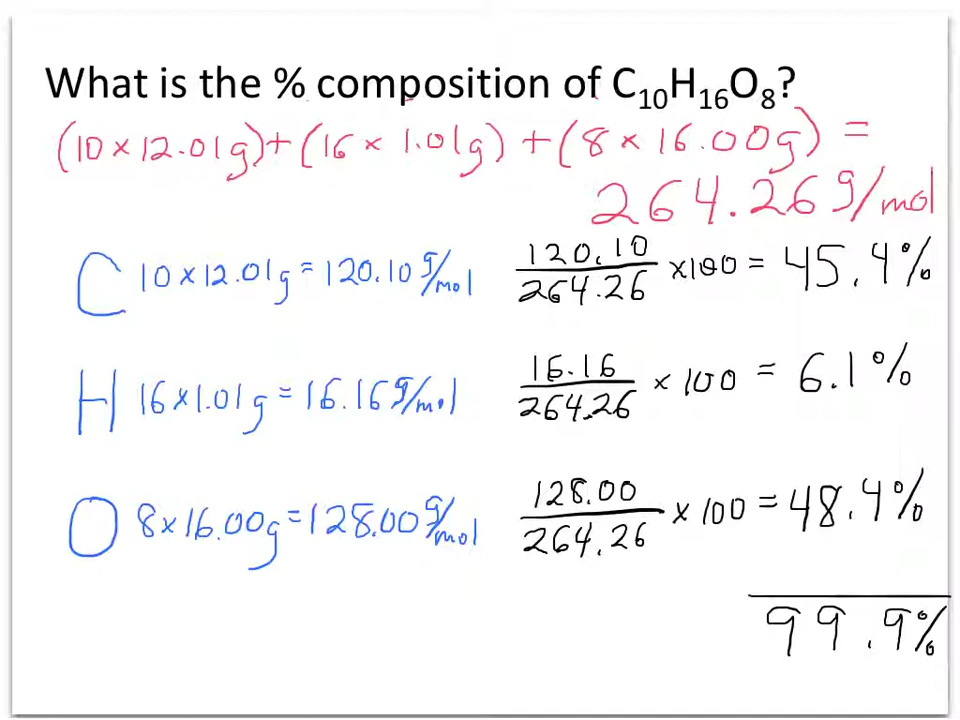 What is the % composition of C₁₀H₁₆O₈?
(10 × 12.01g)+(16 × 1.01g) + (8 × 16.00g) =
264.26 g/mol
C 10 × 12.01g = 120.10 g/mol 120.10/264.26 ×100 = 45.4%
H 16 × 1.01g = 16.16 g/mol 16.16/264.26 × 100 = 6.1%
O 8 × 16.00g = 128.00 g/mol 128.00/264.26 × 100 = 48.4%
99.9%